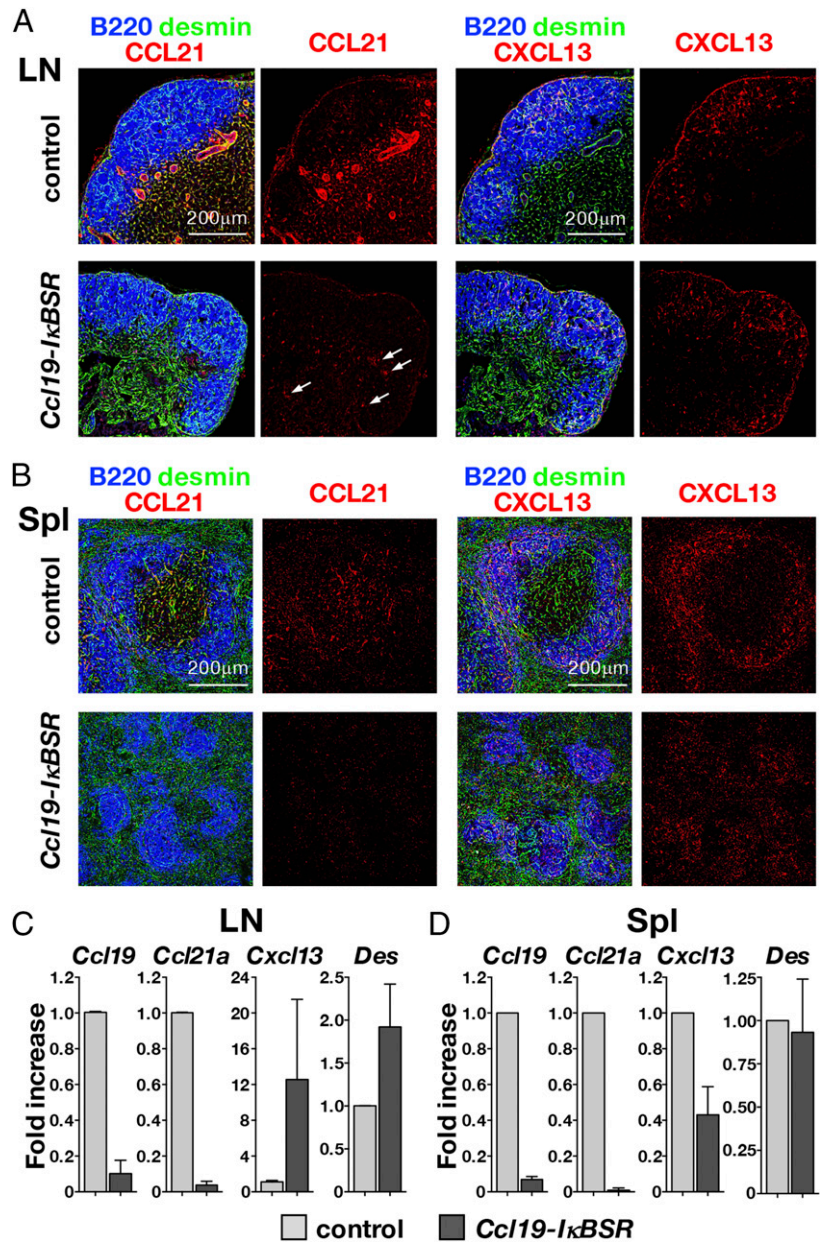 A
B220 desmin
CCL21
CCL21
B220 desmin
CXCL13
CXCL13
LN
control
200μm
200μm
Ccl19-IκBSR
B
B220 desmin
CCL21
CCL21
B220 desmin
CXCL13
CXCL13
Spl
control
200μm
200μm
Ccl19-IκBSR
C
LN
D
Spl
Ccl19
Ccl21a
Cxcl13
Des
Ccl19
Ccl21a
Cxcl13
Des
Fold increase
1.2
1.0
0.8
0.6
0.4
0.2
0
1.2
1.0
0.8
0.6
0.4
0.2
0
24
20
16
12
8
4
0
2.5
2.0
1.5
1.0
0.5
0
Fold increase
1.2
1.0
0.8
0.6
0.4
0.2
0
1.2
1.0
0.8
0.6
0.4
0.2
0
1.2
1.0
0.8
0.6
0.4
0.2
0
1.25
1.00
0.75
0.50
0.25
0
control
Ccl19-IκBSR